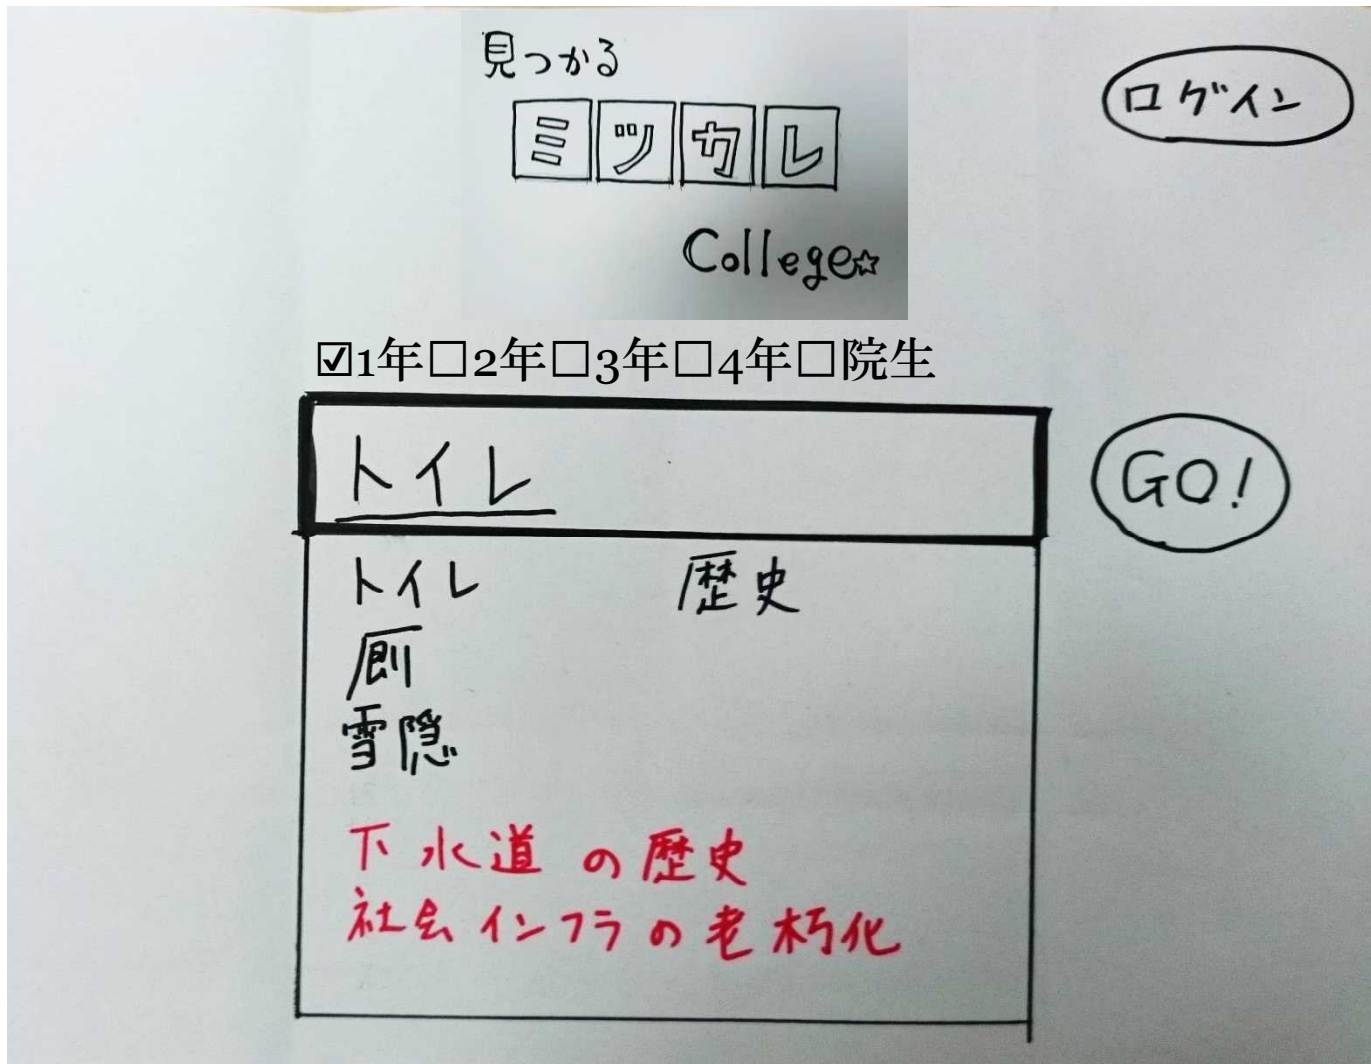 見つかる
ミツカレ
College☆
ログイン
☑1年☐2年☐3年☐4年☐院生
トイレ
GO!
トイレ 歴史
厠
雪隠
下水道の歴史
社会インフラの老朽化